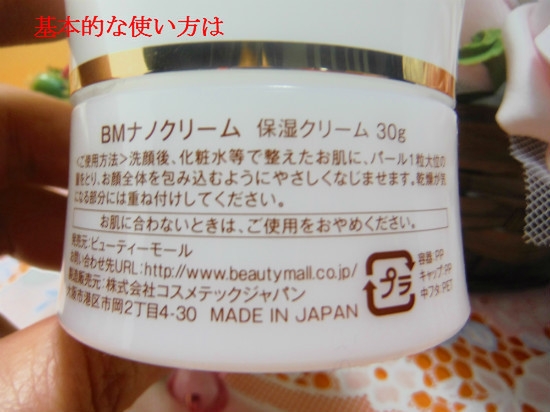 基本的な使い方は
BMナノクリーム 保湿クリーム 30g
<ご使用方法>洗顔後、化粧水等で整えたお肌に、パール1粒大位の
量をとり、お顔全体を包み込むようにやさしくなじませます。乾燥が気
になる部分には重ね付けしてください。
お肌に合わないときは、ご使用をおやめください。
発売元:ビューティーモール
お問い合わせ先URL:http://www.beautymall.co.jp/
製造販売元:株式会社コスメテックジャパン
大阪市港区市岡2丁目4-30 MADE IN JAPAN
プラ
容器:PP
キャップ:PP
中フタ:PET